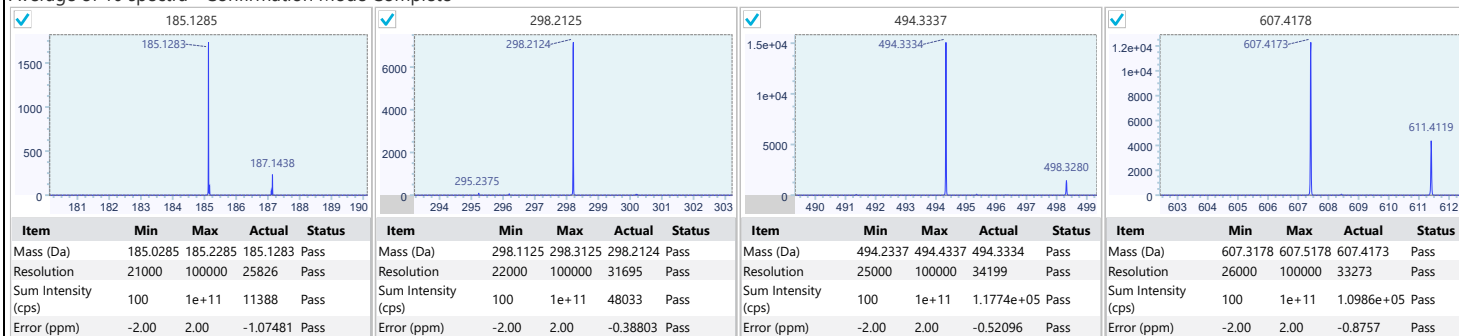 185.1285 298.2125 494.3337 607.4178
185.1283 298.2124 494.3334 607.4173
1500 6000 1.5e+04 1.2e+04
1e+04
1000 4000 1e+04 8000
611.4119
6000
500 187.1438 2000 295.2375 5000 498.3280 4000
2000
0 0 0 0
181 182 183 184 185 186 187 188 189 190 294 295 296 297 298 299 300 301 302 303 490 491 492 493 494 495 496 497 498 499 603 604 605 606 607 608 609 610 611 612
Item Min Max Actual Status Item Min Max Actual Status Item Min Max Actual Status Item Min Max Actual Status
Mass (Da) 185.0285 185.2285 185.1283 Pass Mass (Da) 298.1125 298.3125 298.2124 Pass Mass (Da) 494.2337 494.4337 494.3334 Pass Mass (Da) 607.3178 607.5178 607.4173 Pass
Resolution 21000 100000 25826 Pass Resolution 22000 100000 31695 Pass Resolution 25000 100000 34199 Pass Resolution 26000 100000 33273 Pass
Sum Intensity (cps) 100 1e+11 11388 Pass Sum Intensity (cps) 100 1e+11 48033 Pass Sum Intensity (cps) 100 1e+11 1.1774e+05 Pass Sum Intensity (cps) 100 1e+11 1.0986e+05 Pass
Error (ppm) -2.00 2.00 -1.07481 Pass Error (ppm) -2.00 2.00 -0.38803 Pass Error (ppm) -2.00 2.00 -0.52096 Pass Error (ppm) -2.00 2.00 -0.8757 Pass